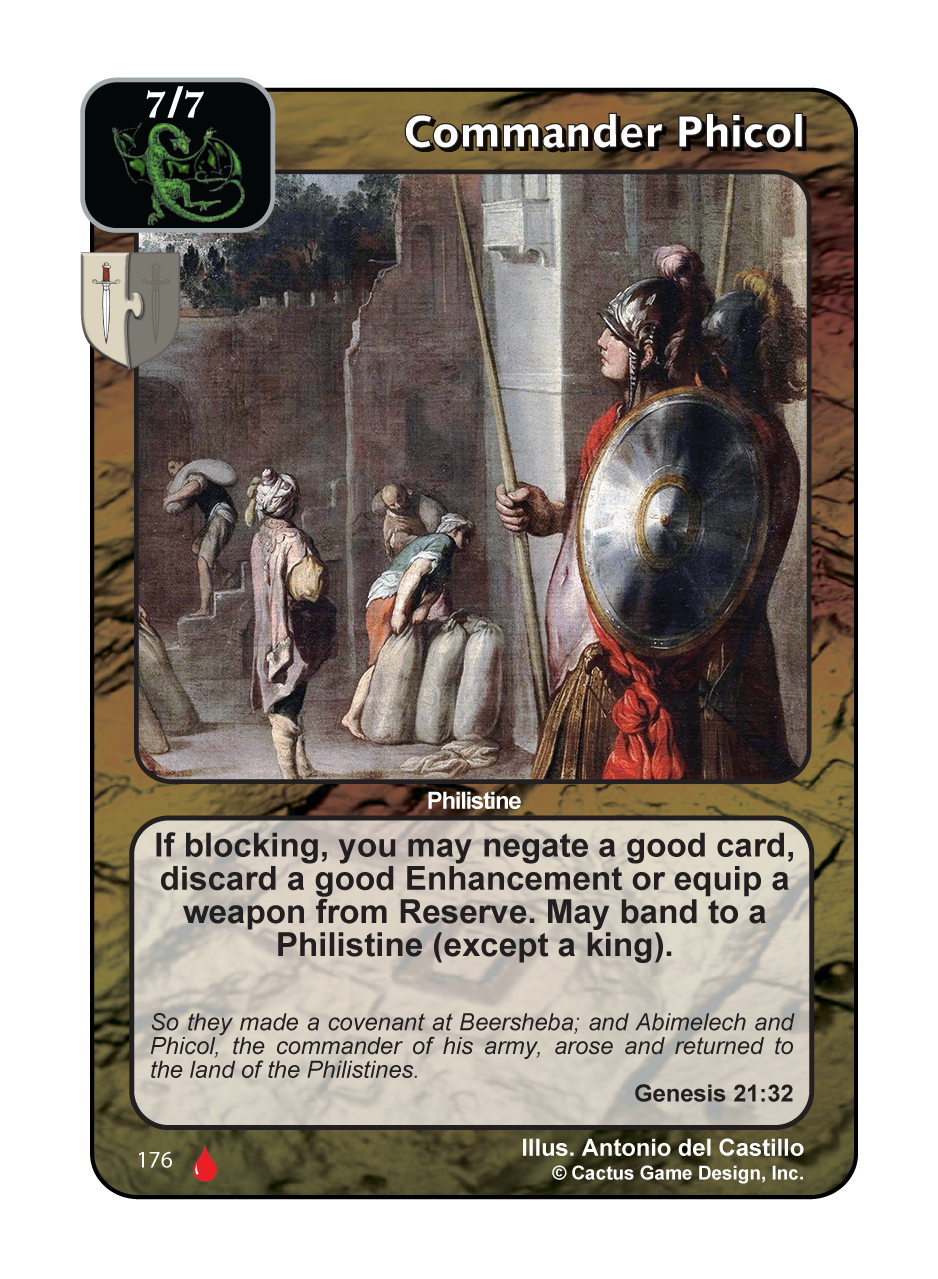 7/7
Commander Phicol
Philistine
If blocking, you may negate a good card,
discard a good Enhancement or equip a
weapon from Reserve. May band to a
Philistine (except a king).
So they made a covenant at Beersheba; and Abimelech and
Phicol, the commander of his army, arose and returned to
the land of the Philistines.
Genesis 21:32
176
Illus. Antonio del Castillo
© Cactus Game Design, Inc.